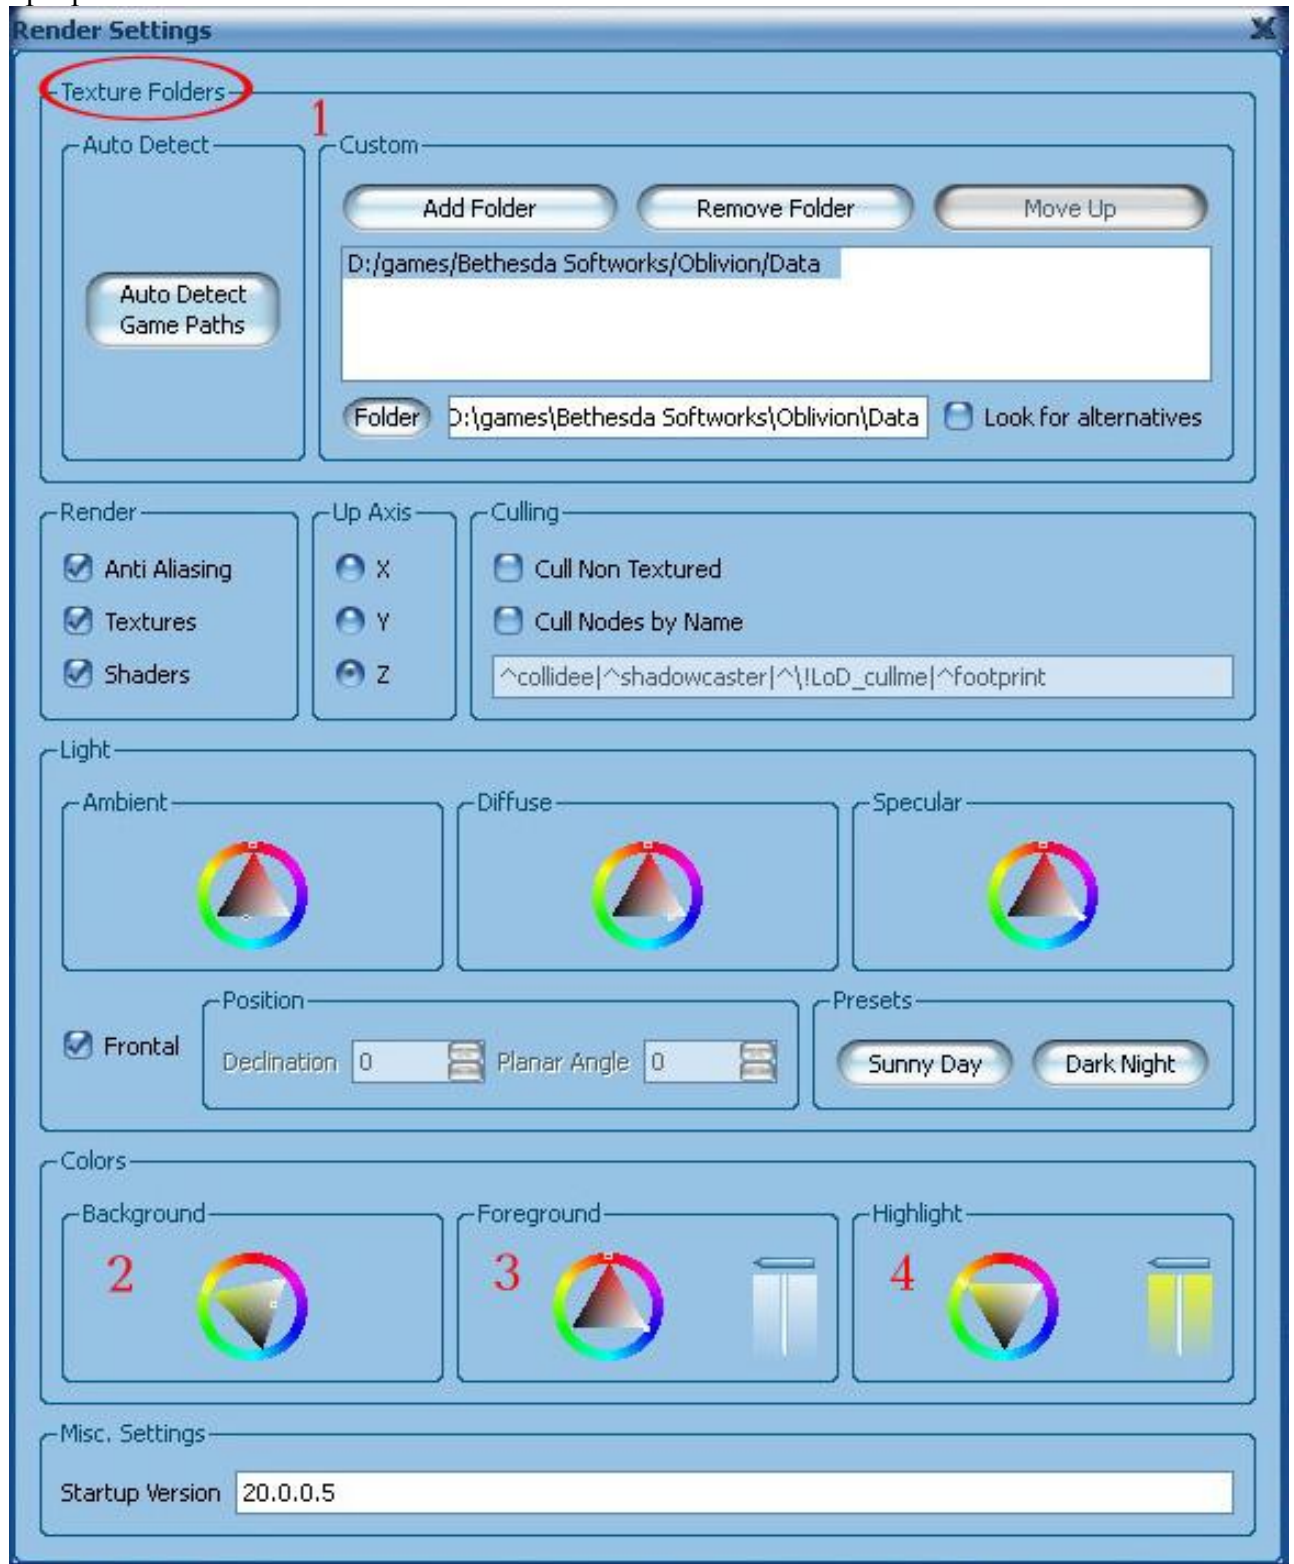 Render Settings
Texture Folders
1
Auto Detect
Custom
Add Folder
Remove Folder
Move Up
D:/games/Bethesda Softworks/Oblivion/Data
Auto Detect
Game Paths
Folder
D:\games\Bethesda Softworks\Oblivion\Data
Look for alternatives
Render
Up Axis
Culling
Anti Aliasing
X
Cull Non Textured
Textures
Y
Cull Nodes by Name
Shaders
Z
^collidee|^shadowcaster|^\!LoD_cullme|^footprint
Light
Ambient
Diffuse
Specular
Frontal
Position
Declination 0
Planar Angle 0
Presets
Sunny Day
Dark Night
Colors
Background
Foreground
Highlight
2
3
4
Misc. Settings
Startup Version 20.0.0.5